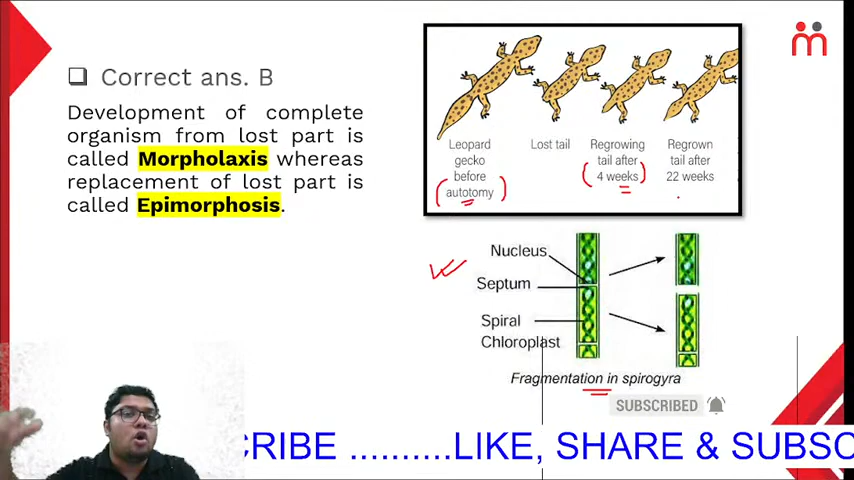 ❑ Correct ans. B
Development of complete
organism from lost part is
called Morpholaxis whereas
replacement of lost part is
called Epimorphosis.
Leopard
gecko
before
autotomy
Lost tail
Regrowing
tail after
4 weeks
Regrown
tail after
22 weeks
Nucleus
Septum
Spiral
Chloroplast
Fragmentation in spirogyra
SUBSCRIBED
CRIBE ..........LIKE, SHARE & SUBSC